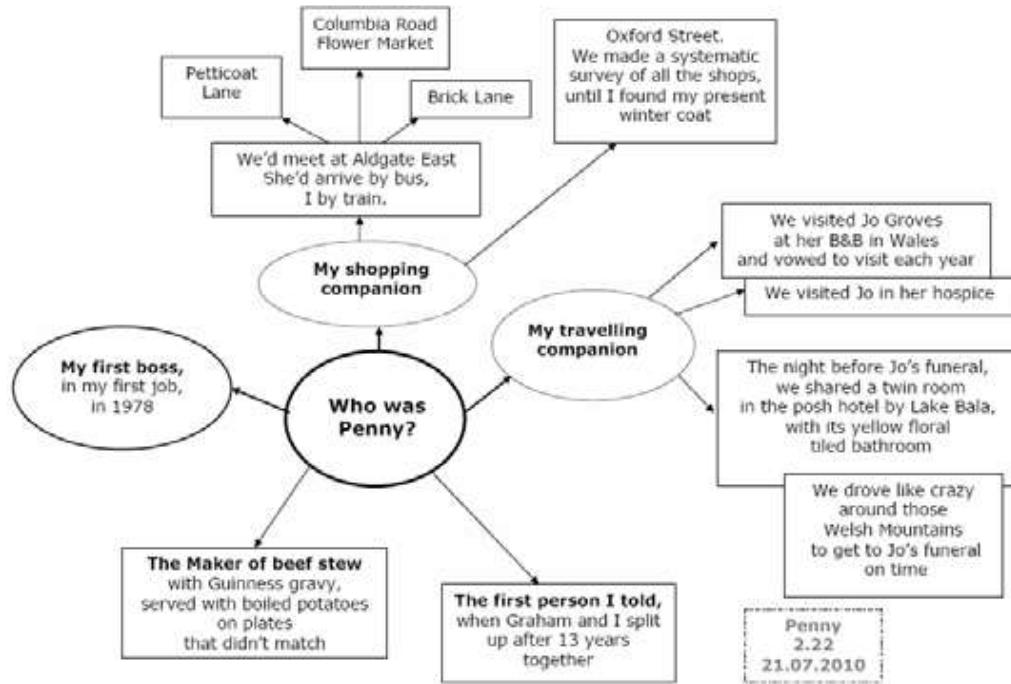 Columbia Road
Flower Market
Petticoat
Lane
Brick Lane
Oxford Street.
We made a systematic
survey of all the shops,
until I found my present
winter coat
We'd meet at Aldgate East
She'd arrive by bus,
I by train.
My shopping
companion
We visited Jo Groves
at her B&B in Wales
and vowed to visit each year
We visited Jo in her hospice
My travelling
companion
My first boss,
in my first job,
in 1978
Who was
Penny?
The night before Jo's funeral,
we shared a twin room
in the posh hotel by Lake Bala,
with its yellow floral
tiled bathroom
We drove like crazy
around those
Welsh Mountains
to get to Jo's funeral
on time
The Maker of beef stew
with Guinness gravy,
served with boiled potatoes
on plates
that didn't match
The first person I told,
when Graham and I split
up after 13 years
together
Penny
2.22
21.07.2010